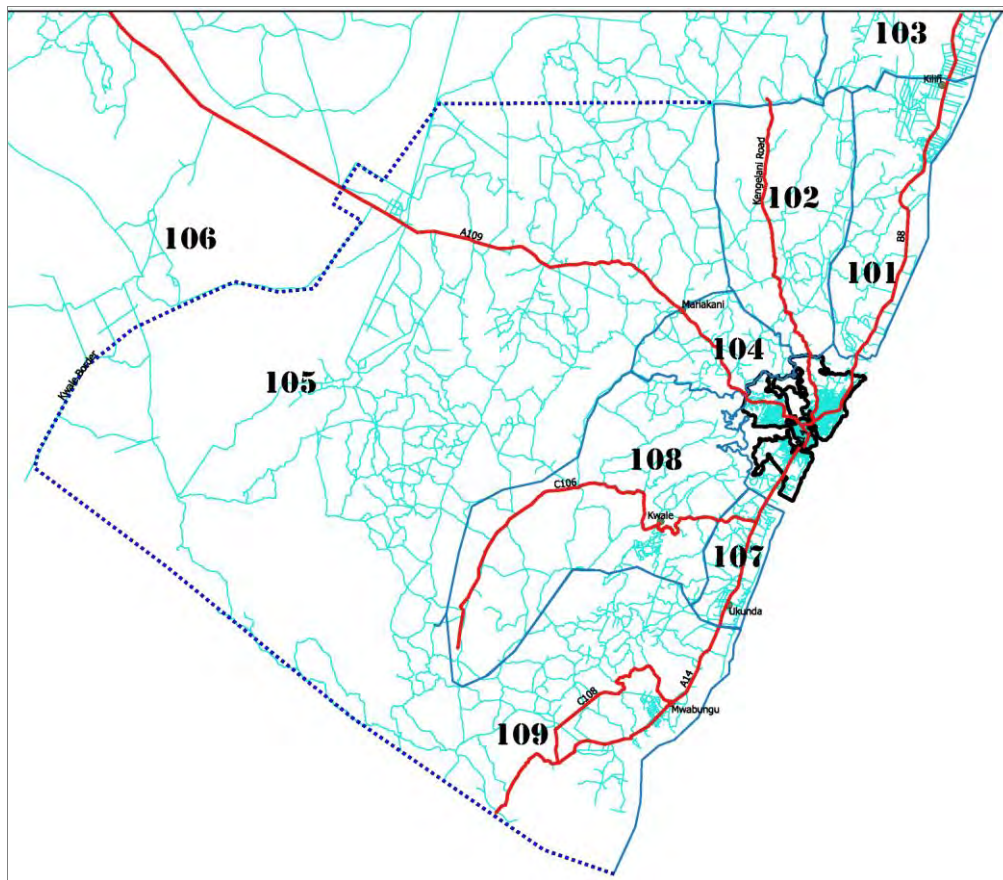 103
Kilifi
Kengelani Road
102
106
A109
B8
101
Mariakani
104
Kwale Border
105
108
C106
Kwale
107
Ukunda
A14
C108
Mwabungu
109